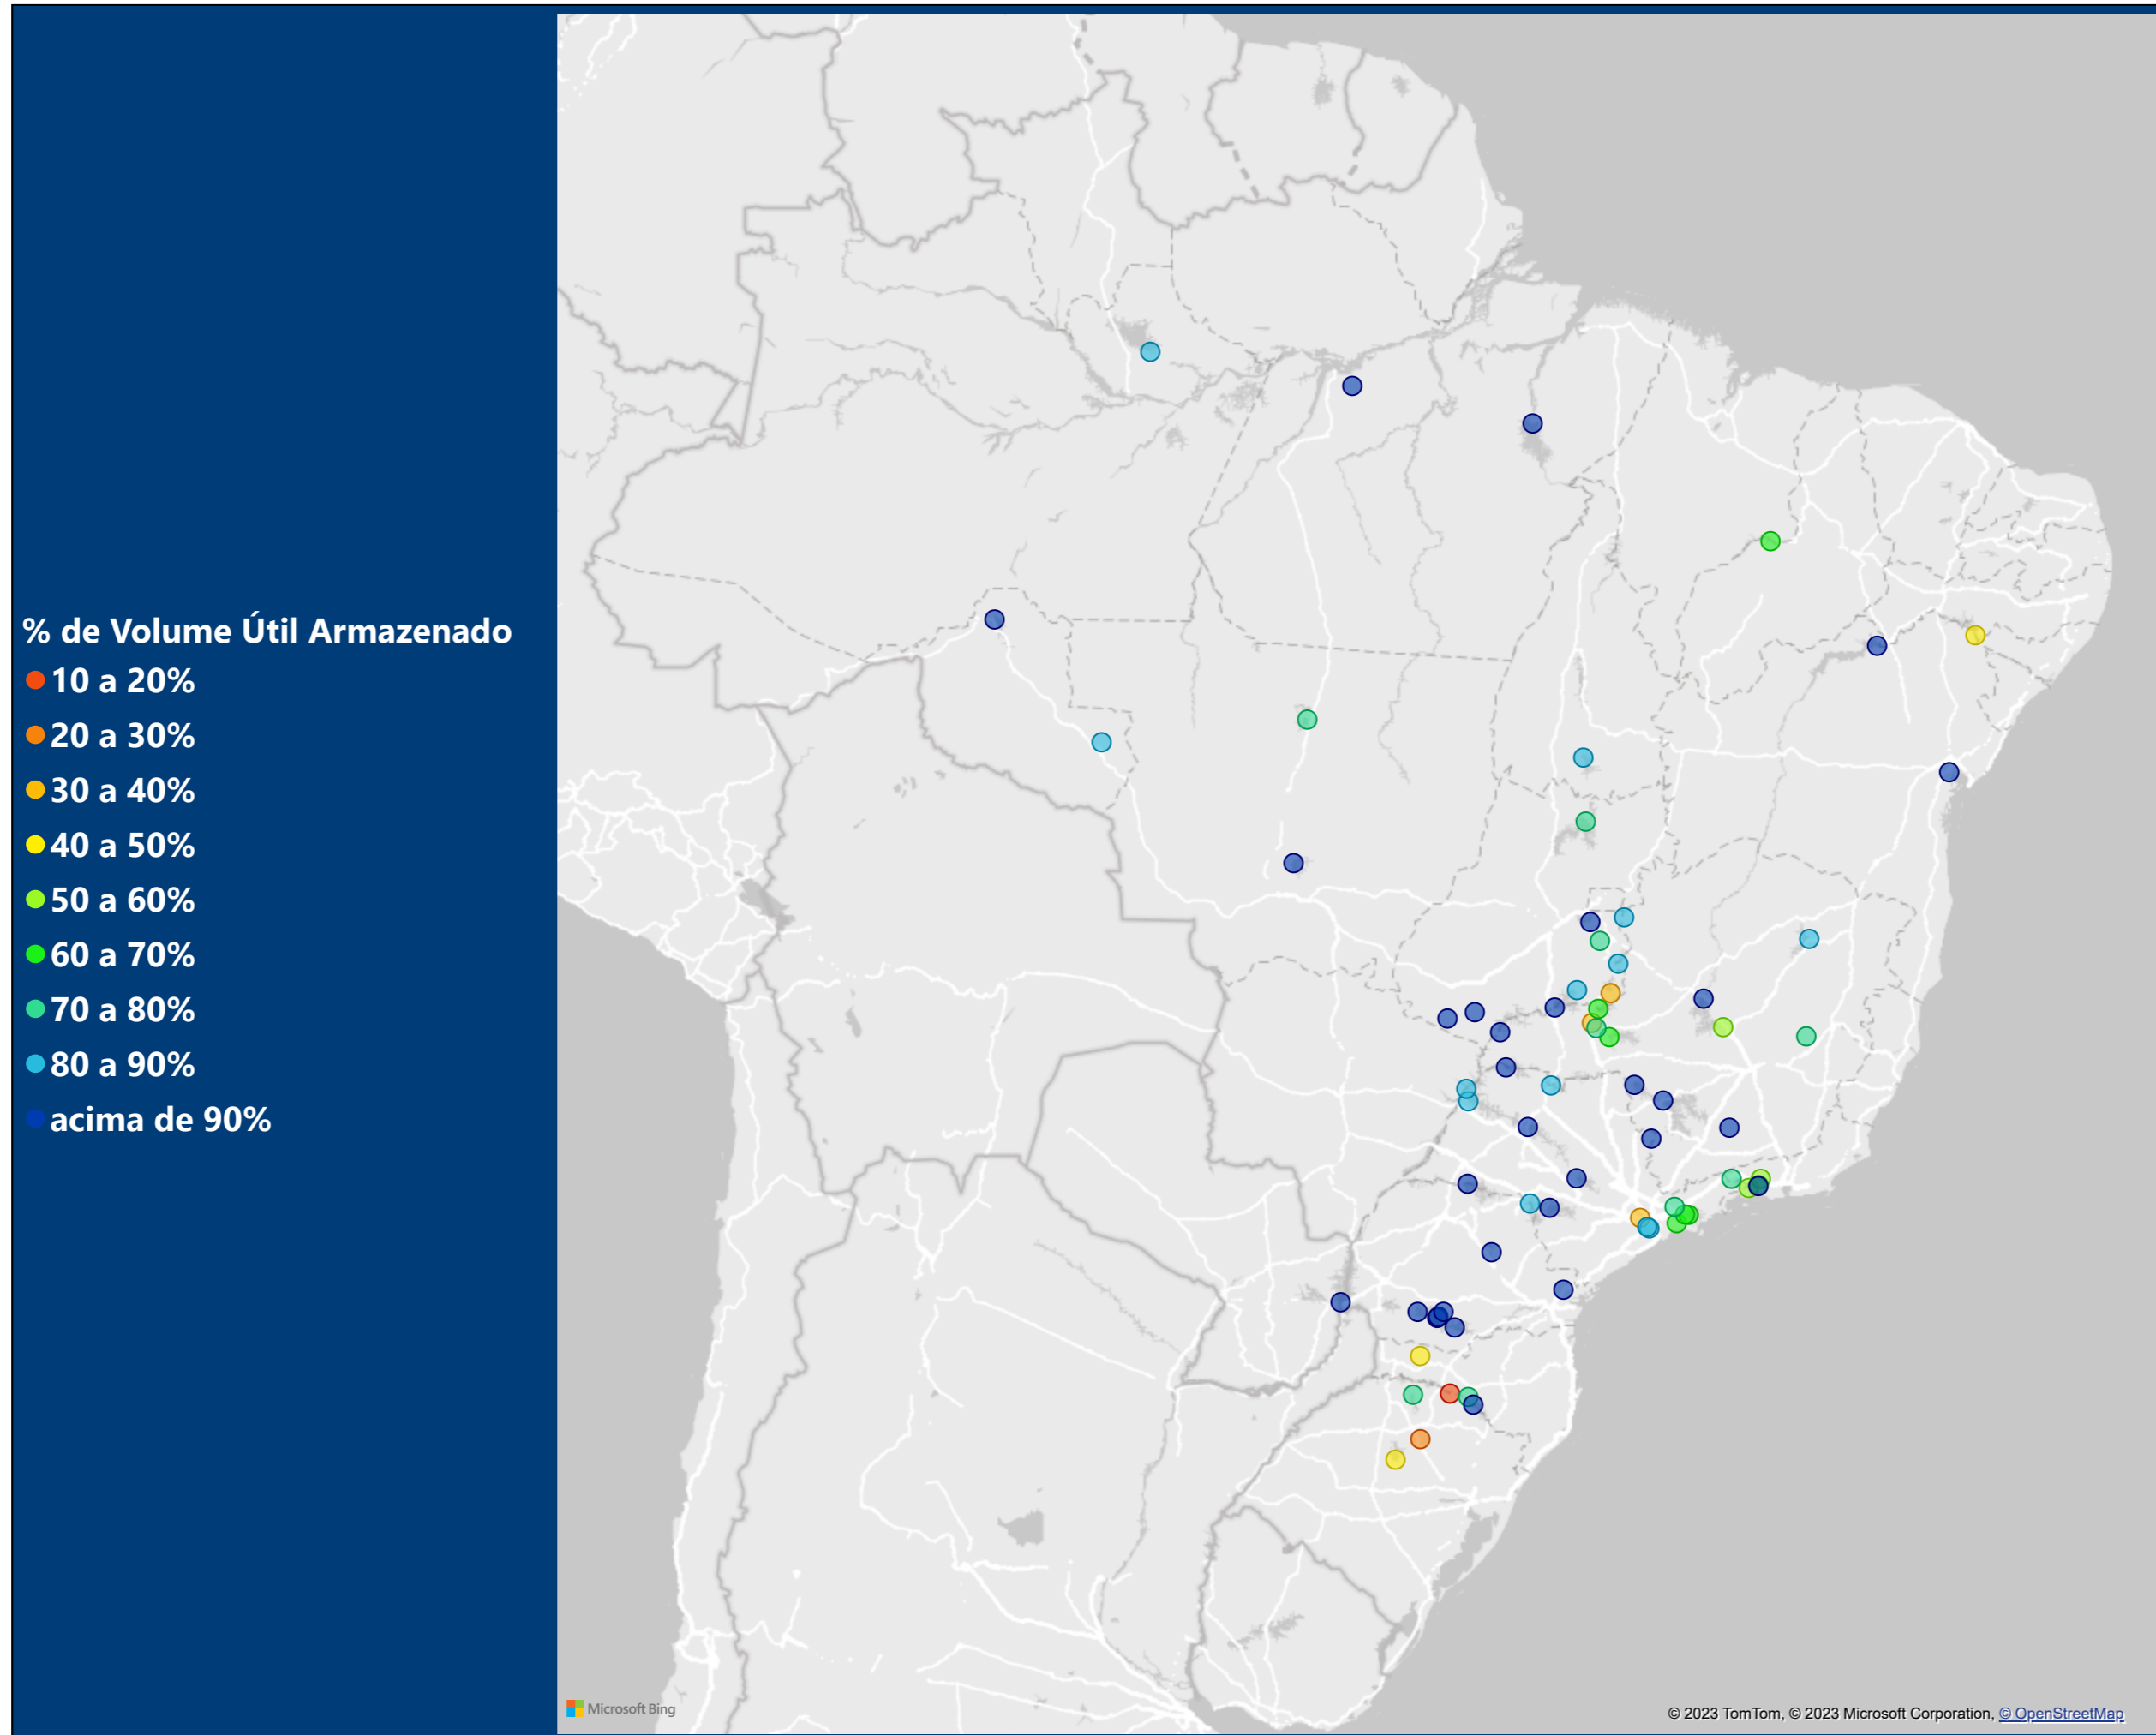 % de Volume Útil Armazenado
10 a 20%
20 a 30%
30 a 40%
40 a 50%
50 a 60%
60 a 70%
70 a 80%
80 a 90%
acima de 90%
Microsoft Bing
© 2023 TomTom, © 2023 Microsoft Corporation, © OpenStreetMap